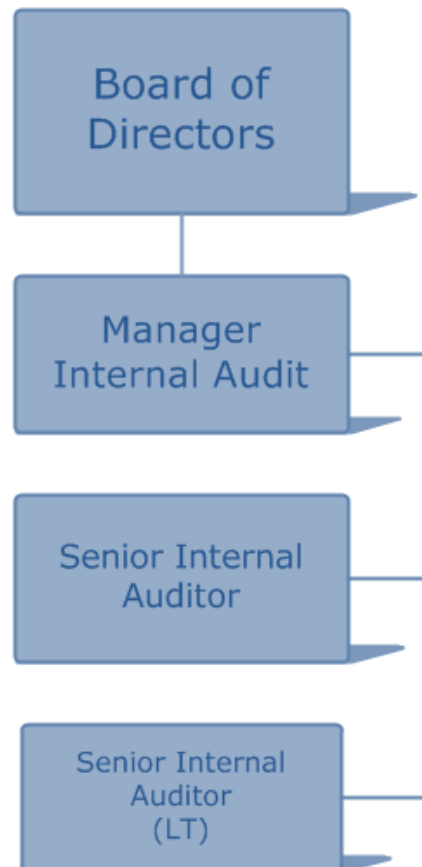 Board of
Directors
Manager
Internal Audit
Senior Internal
Auditor
Senior Internal
Auditor
(LT)